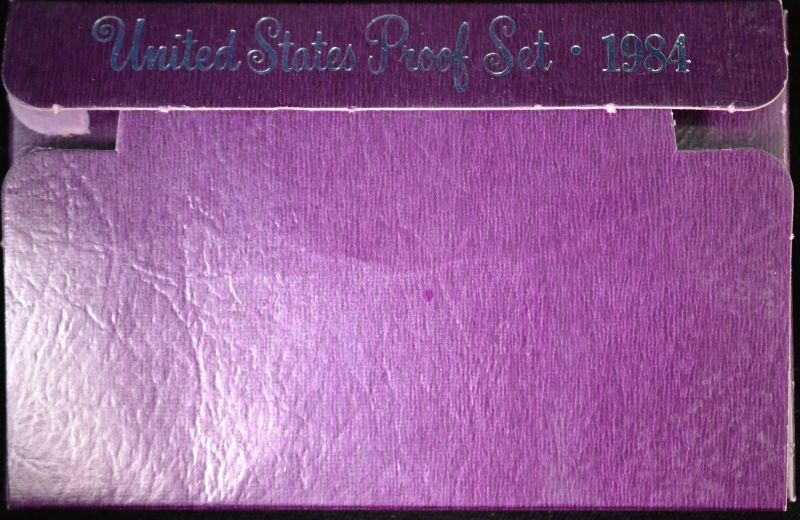 United States Proof Set • 1984